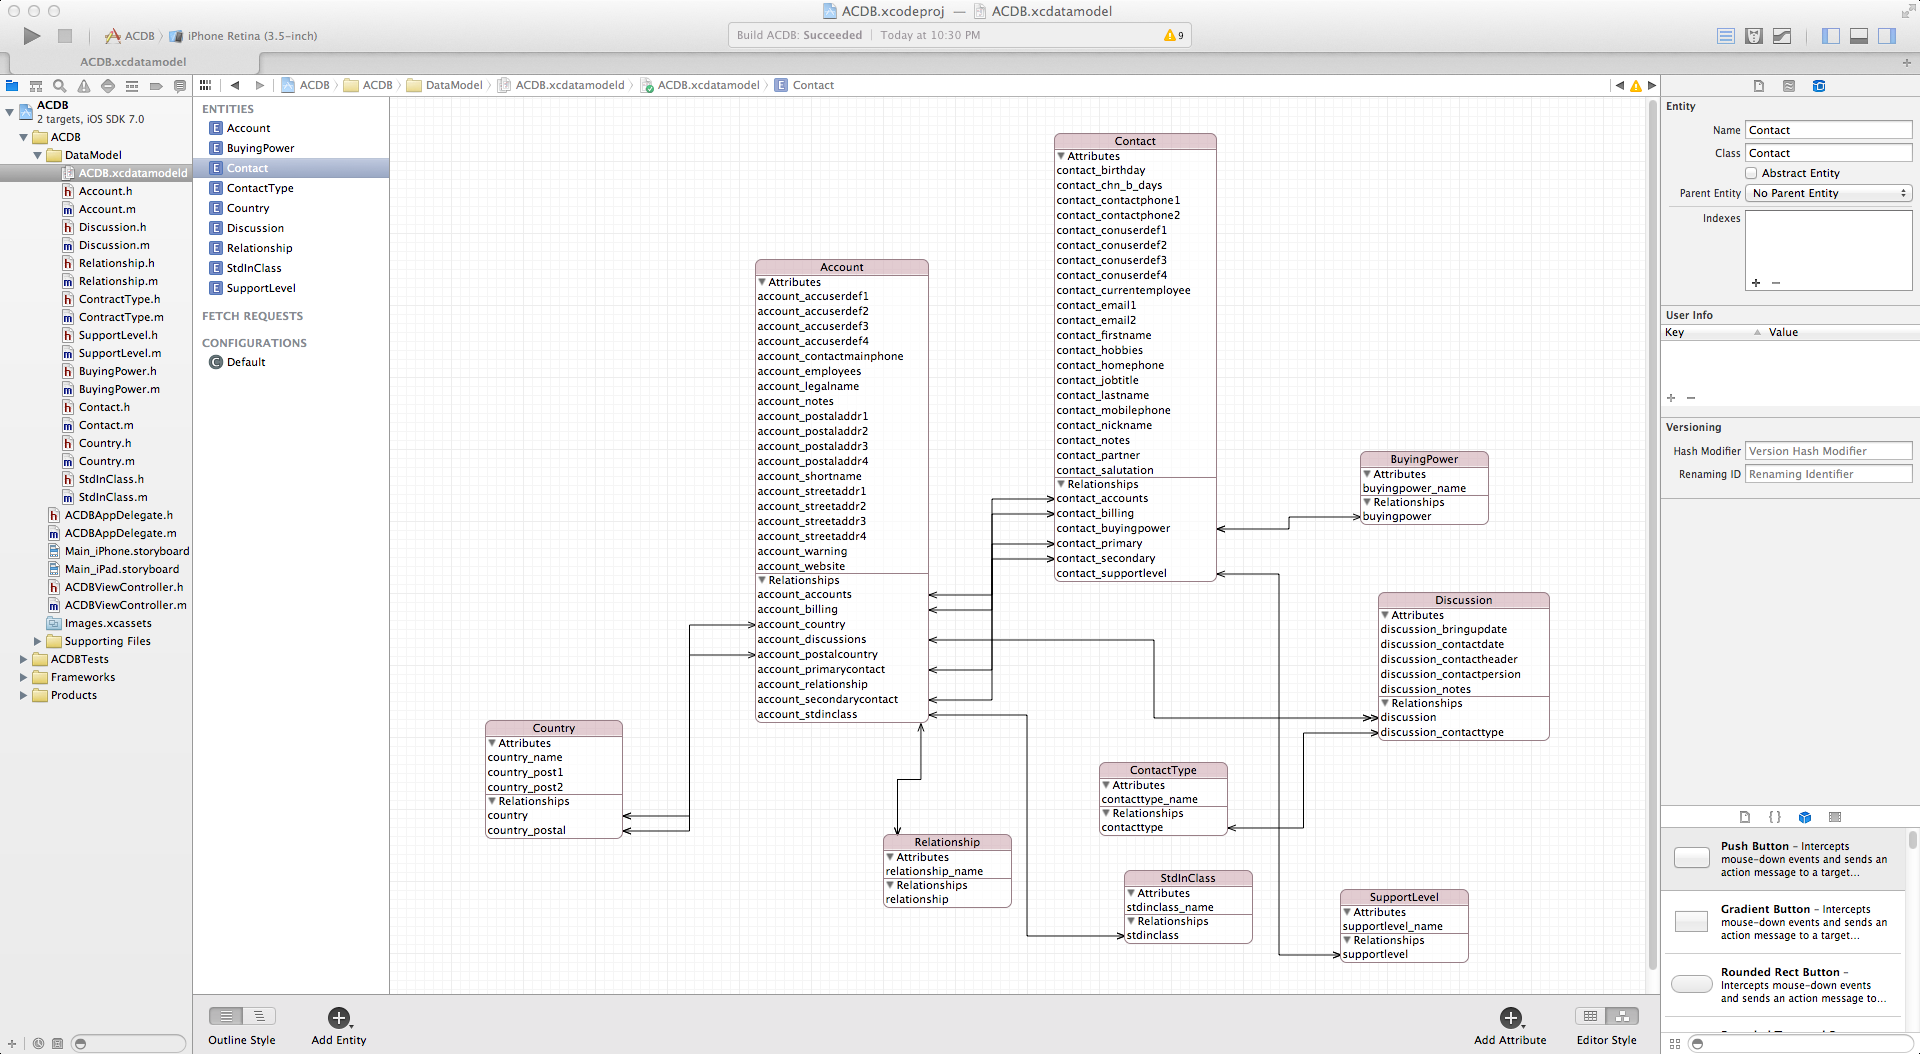 ACDB.xcodeproj — ACDB.xcdatamodel
ACDB iPhone Retina (3.5-inch)
Build ACDB: Succeeded Today at 10:30 PM 9
ACDB.xcdatamodel
ACDB
2 targets, iOS SDK 7.0
ACDB
DataModel
ACDB.xcdatamodeld
Account.h
Account.m
Discussion.h
Discussion.m
Relationship.h
Relationship.m
ContractType.h
ContractType.m
SupportLevel.h
SupportLevel.m
BuyingPower.h
BuyingPower.m
Contact.h
Contact.m
Country.h
Country.m
StdInClass.h
StdInClass.m
ACDBAppDelegate.h
ACDBAppDelegate.m
Main_iPhone.storyboard
Main_iPad.storyboard
ACDBViewController.h
ACDBViewController.m
Images.xcassets
Supporting Files
ACDBTests
Frameworks
Products
ACDB ACDB DataModel ACDB.xcdatamodeld ACDB.xcdatamodel E Contact
ENTITIES
E Account
E BuyingPower
E Contact
E ContactType
E Country
E Discussion
E Relationship
E StdInClass
E SupportLevel
FETCH REQUESTS
CONFIGURATIONS
C Default
Country
Attributes
country_name
country_post1
country_post2
Relationships
country
country_postal
Account
Attributes
account_accuserdef1
account_accuserdef2
account_accuserdef3
account_accuserdef4
account_contactmainphone
account_employees
account_legalname
account_notes
account_postaladdr1
account_postaladdr2
account_postaladdr3
account_postaladdr4
account_shortname
account_streetaddr1
account_streetaddr2
account_streetaddr3
account_streetaddr4
account_warning
account_website
Relationships
account_accounts
account_billing
account_country
account_discussions
account_postalcountry
account_primarycontact
account_relationship
account_secondarycontact
account_stdinclass
Relationship
Attributes
relationship_name
Relationships
relationship
Contact
Attributes
contact_birthday
contact_chn_b_days
contact_contactphone1
contact_contactphone2
contact_conuserdef1
contact_conuserdef2
contact_conuserdef3
contact_conuserdef4
contact_currentemployee
contact_email1
contact_email2
contact_firstname
contact_hobbies
contact_homephone
contact_jobtitle
contact_lastname
contact_mobilephone
contact_nickname
contact_notes
contact_partner
contact_salutation
Relationships
contact_accounts
contact_billing
contact_buyingpower
contact_primary
contact_secondary
contact_supportlevel
BuyingPower
Attributes
buyingpower_name
Relationships
buyingpower
Discussion
Attributes
discussion_bringupdate
discussion_contactdate
discussion_contactheader
discussion_contactpersion
discussion_notes
Relationships
discussion
discussion_contacttype
ContactType
Attributes
contacttype_name
Relationships
contacttype
StdInClass
Attributes
stdinclass_name
Relationships
stdinclass
SupportLevel
Attributes
supportlevel_name
Relationships
supportlevel
Outline Style
Add Entity
Add Attribute
Editor Style
Entity
Name Contact
Class Contact
Abstract Entity
Parent Entity No Parent Entity
Indexes
User Info
Key Value
Versioning
Hash Modifier Version Hash Modifier
Renaming ID Renaming Identifier
Push Button – Intercepts
mouse-down events and sends an
action message to a target...
Gradient Button – Intercepts
mouse-down events and sends an
action message to a target...
Rounded Rect Button –
Intercepts mouse-down events
and sends an action message to...